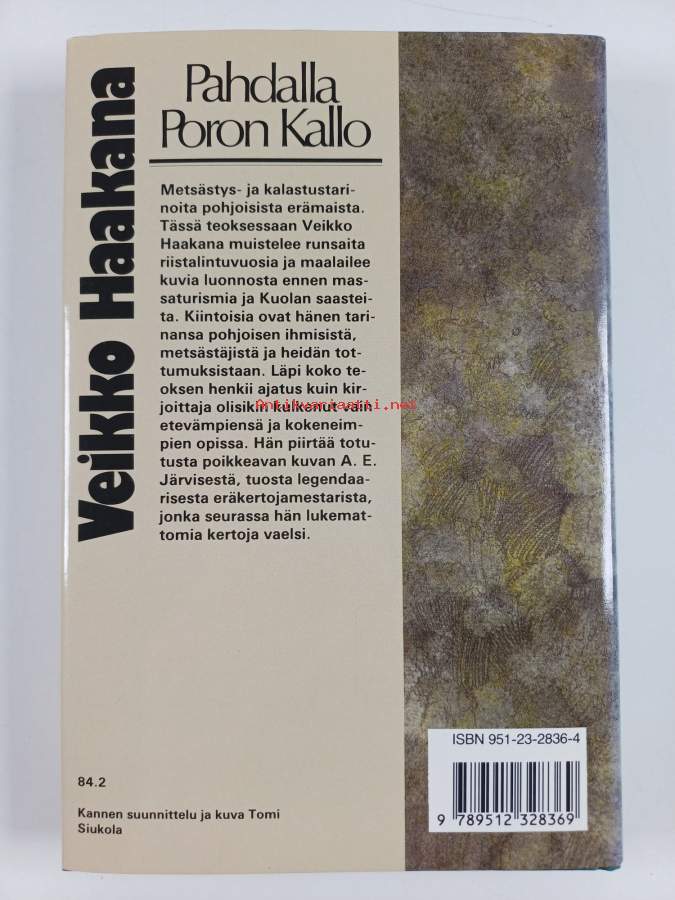 Veikko Haakana
Pahdalla
Poron Kallo
Metsästys- ja kalastustari-
noita pohjoisista erämaista.
Tässä teoksessaan Veikko
Haakana muistelee runsaita
riistalintuvuosia ja maalailee
kuvia luonnosta ennen mas-
saturismia ja Kuolan saastei-
ta. Kiintoisia ovat hänen tari-
nansa pohjoisen ihmisistä,
metsästäjistä ja heidän tot-
tumuksistaan. Läpi koko te-
oksen henkii ajatus kuin kir-
joittaja olisikin kulkenut vain
etevämpiensä ja kokeneim-
pien opissa. Hän piirtää totu-
tusta poikkeavan kuvan A. E.
Järvisestä, tuosta legendaa-
risesta eräkertojamestarista,
jonka seurassa hän lukemat-
tomia kertoja vaelsi.
Antikvariaatti.net
84.2
Kannen suunnittelu ja kuva Tomi
Siukola
ISBN 951-23-2836-4
9 789512 328369